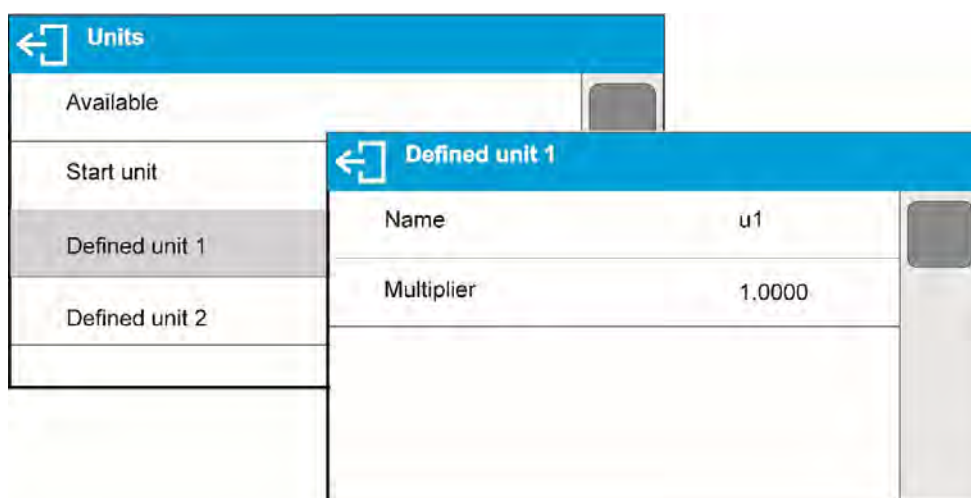 Units
Available
Start unit
Defined unit 1
Defined unit 2
Defined unit 1
Name u1
Multiplier 1.0000